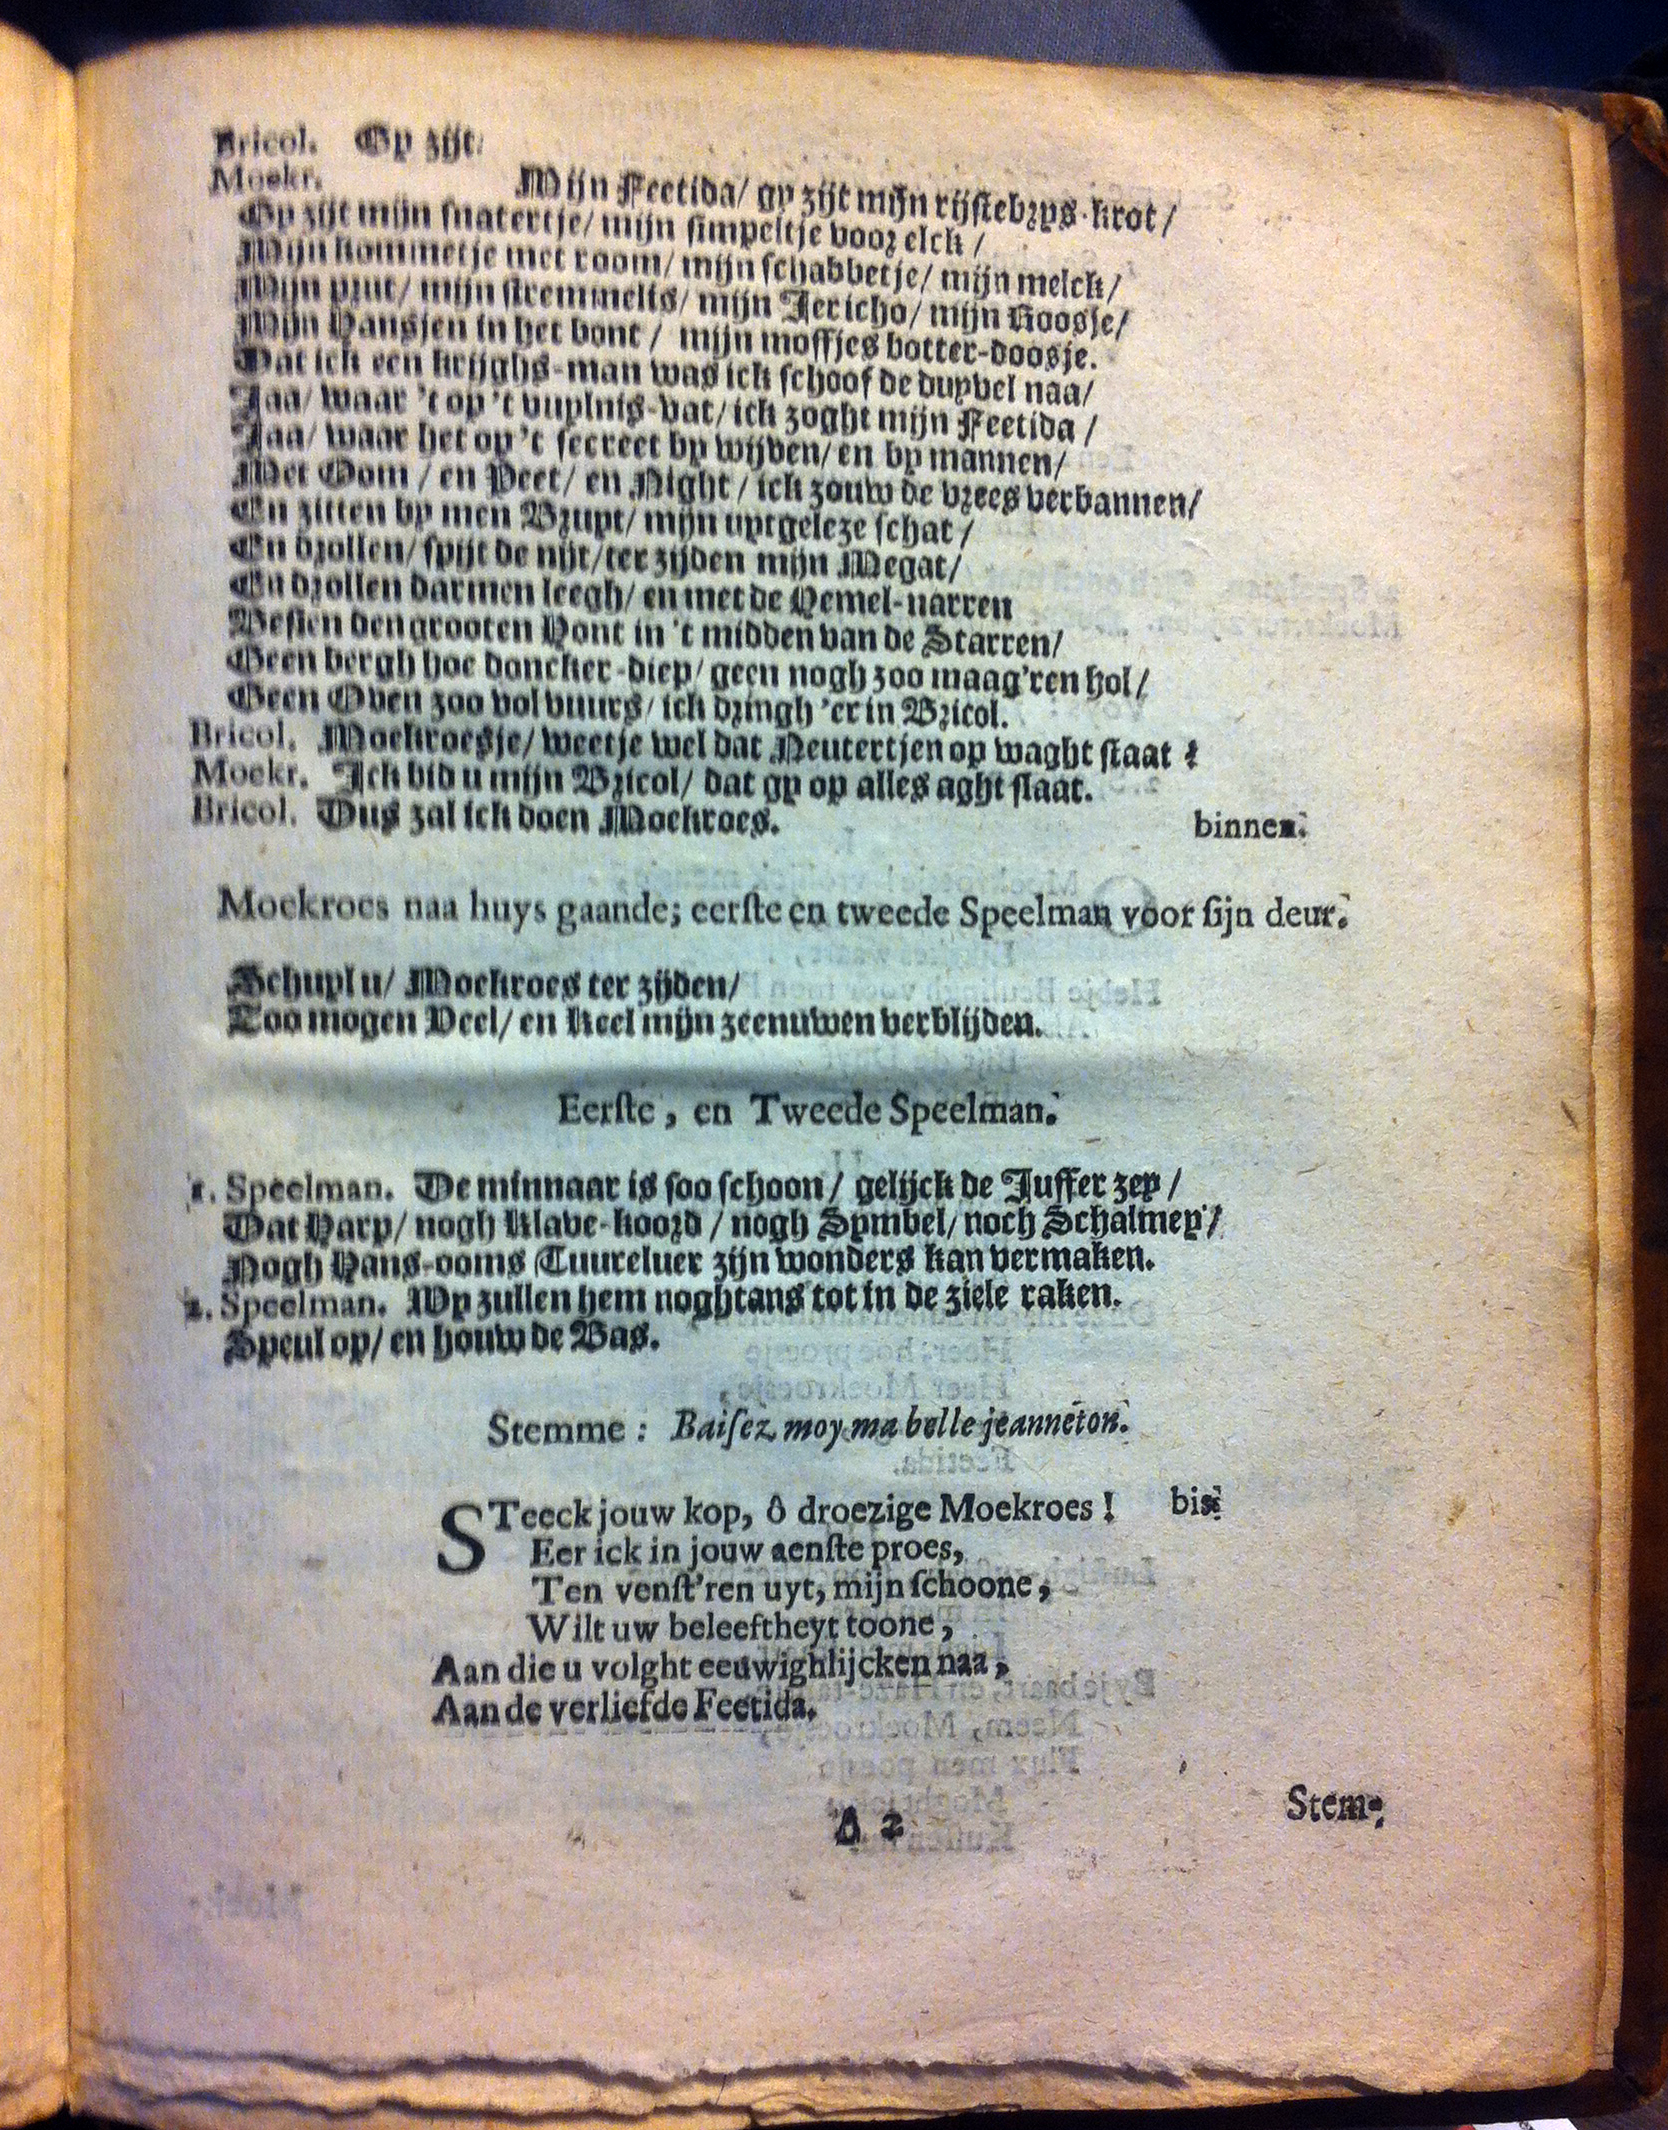 Bricol. Gy zijt/
Moekr. Mijn Feetida/ gy zijt mijn rijstebrys-krot/
Gy zijt mijn snatertje/ mijn simpeltje voor elck/
Mijn kommetje met room/ mijn schabbetje/ mijn melck/
Mijn prut/ mijn stremmelis/ mijn Jericho/ mijn Roosje/
Mijn Hansjen in het bont/ mijn moffjes botter-doosje.
Dat ick een krijghs-man was ick schoof de duyvel naa/
Jaa/ waar 't op 't vuylnis-vat/ ick zoght mijn Feetida/
Jaa/ waar het op 't secreet by wijven/ en by mannen/
Met Oom/ en Peet/ en Night/ ick zouw de vrees verbannen/
En zitten by men Bruyt/ mijn uytgeleze schat/
En drollen/ spijt de nijt/ ter zijden mijn Megat/
En drollen darmen leegh/ en met de Hemel-narren
Besien den grooten Hont in 't midden van de Starren/
Geen bergh hoe doncker-diep/ geen nogh zoo maag'ren hol/
Geen Oven zoo vol vuurs/ ick dringh 'er in Bricol.
Bricol. Moekroesje/ weetje wel dat Neutertjen op waght staat?
Moekr. Ick bid u mijn Bricol/ dat gy op alles aght slaat.
Bricol. Dus zal ick doen Moekroes. binnen.
Moekroes naa huys gaande; eerste en tweede Speelman voor sijn deur.
Schuyl u/ Moekroes ter zijden/
Zoo mogen Veel/ en Keel mijn zeenuwen verblijden.
Eerste, en Tweede Speelman.
1. Speelman. De minnaar is soo schoon/ gelijck de Juffer zey/
Dat Harp/ nogh Klave-koord/ nogh Symbel/ noch Schalmey/
Nogh Hans-ooms Tuureluer zijn wonders kan vermaken.
2. Speelman. Wy zullen hem noghtans tot in de ziele raken.
Speul op/ en houw de Bas.
Stemme: Baisez moy ma belle jeanneton.
STeeck jouw kop, ô droezige Moekroes! bis.
Eer ick in jouw aenste proes,
Ten venst'ren uyt, mijn schoone,
Wilt uw beleeftheyt toone,
Aan die u volght eeuwighlijcken naa,
Aan de verliefde Feetida.
A 2
Stem-